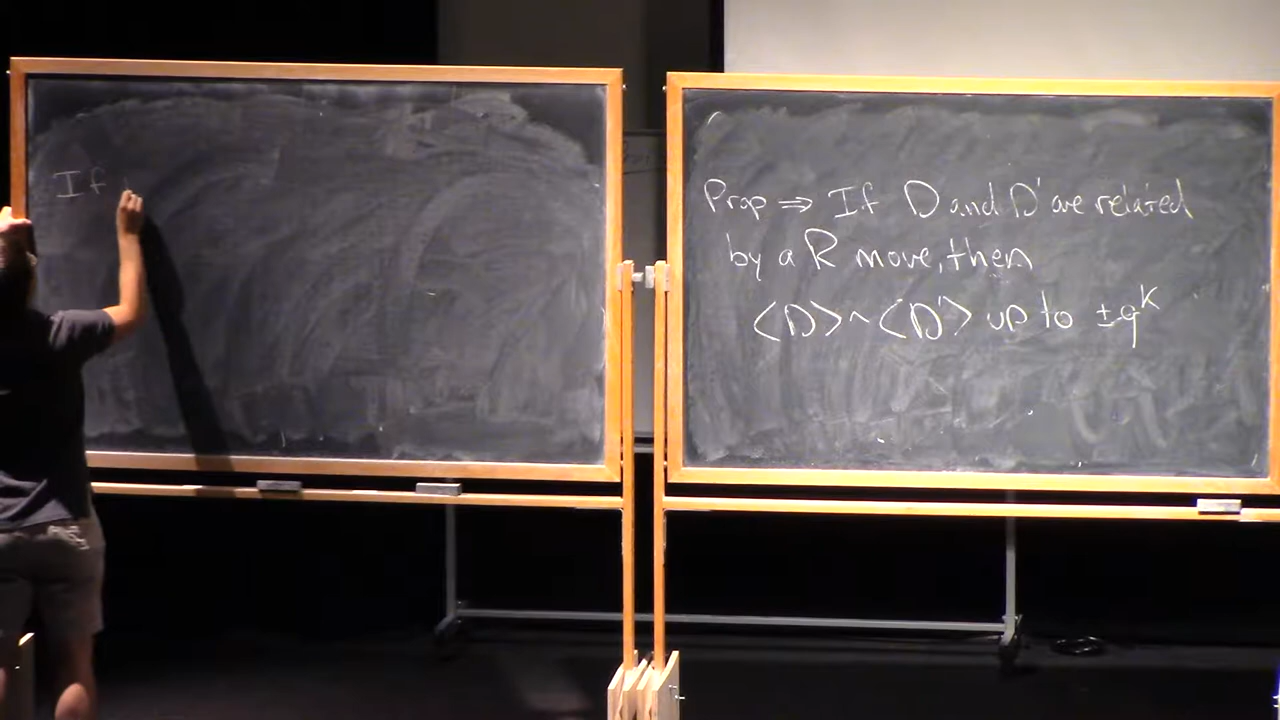 If
Prop ⇒ If D and D' are related
by a R move, then
<D> ~ <D'> up to ±q^k